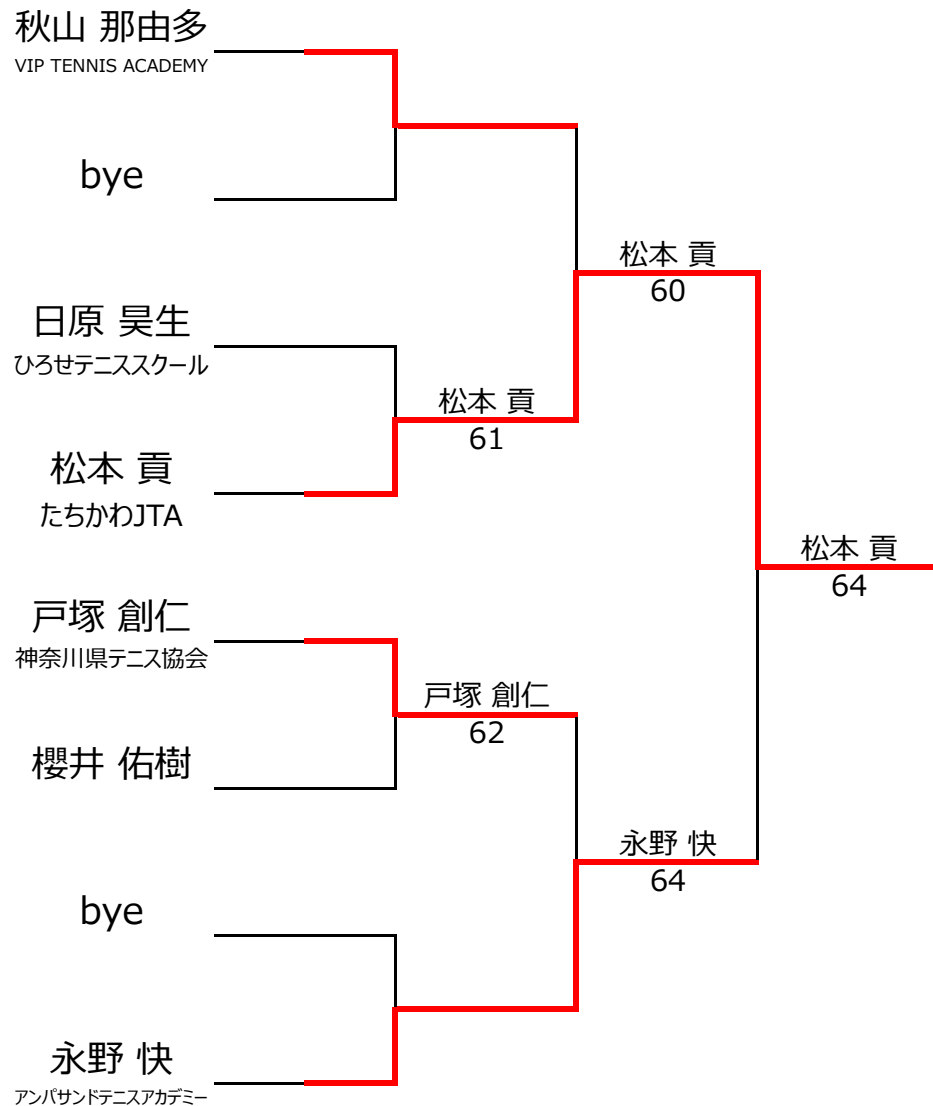 秋山 那由多
VIP TENNIS ACADEMY
bye
松本 貢
60
日原 昊生
ひろせテニススクール
松本 貢
61
松本 貢
たちかわJTA
松本 貢
64
戸塚 創仁
神奈川県テニス協会
戸塚 創仁
62
櫻井 佑樹
永野 快
64
bye
永野 快
アンパサンドテニスアカデミー